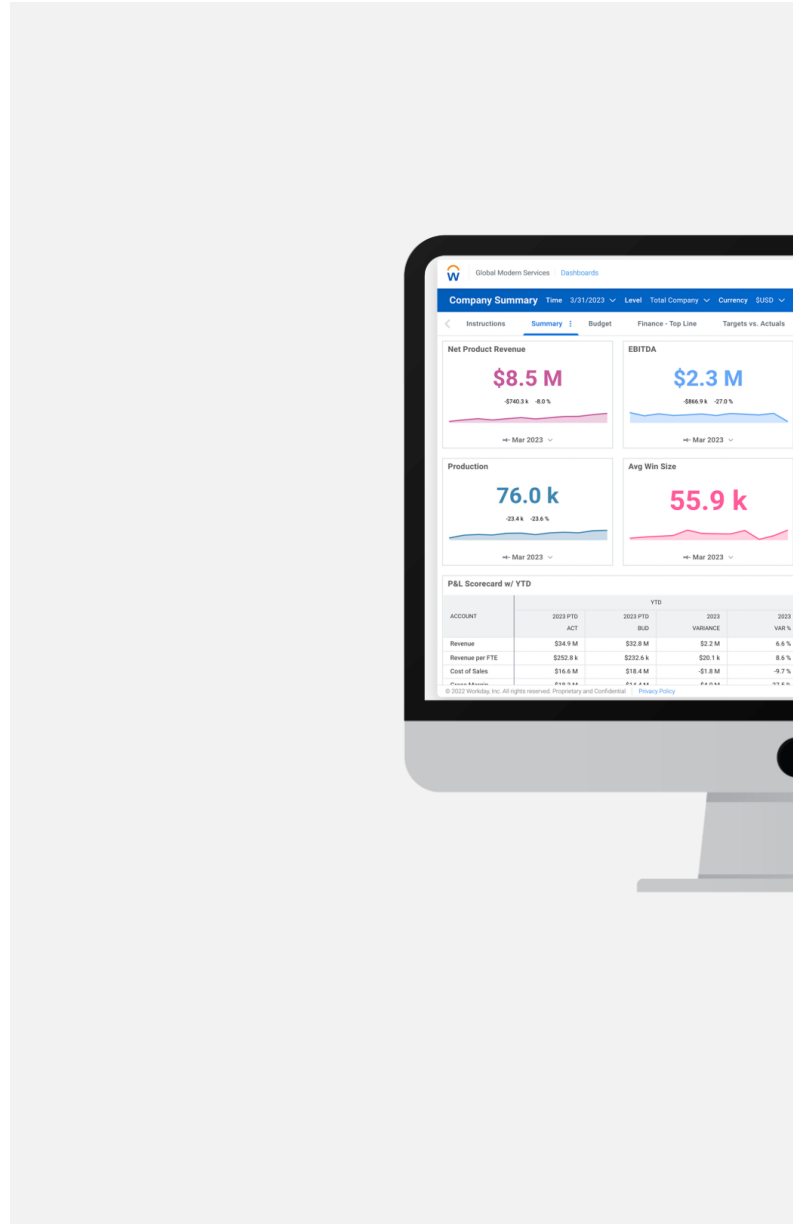 W Global Modern Services Dashboards
Company Summary Time 3/31/2023 Level Total Company Currency $USD
Instructions Summary Budget Finance - Top Line Targets vs. Actuals
Net Product Revenue
$8.5 M
-$740.3 k -8.0 %
Mar 2023
EBITDA
$2.3 M
-$866.9 k -27.0 %
Mar 2023
Production
76.0 k
-23.4 k -23.6 %
Mar 2023
Avg Win Size
55.9 k
Mar 2023
P&L Scorecard w/ YTD
YTD
ACCOUNT 2023 PTD 2023 PTD 2023 2023
ACT BUD VARIANCE VAR %
Revenue $34.9 M $32.8 M $2.2 M 6.6 %
Revenue per FTE $252.8 k $232.6 k $20.1 k 8.6 %
Cost of Sales $16.6 M $18.4 M -$1.8 M -9.7 %
Gross Margin
© 2022 Workday, Inc. All rights reserved. Proprietary and Confidential Privacy Policy